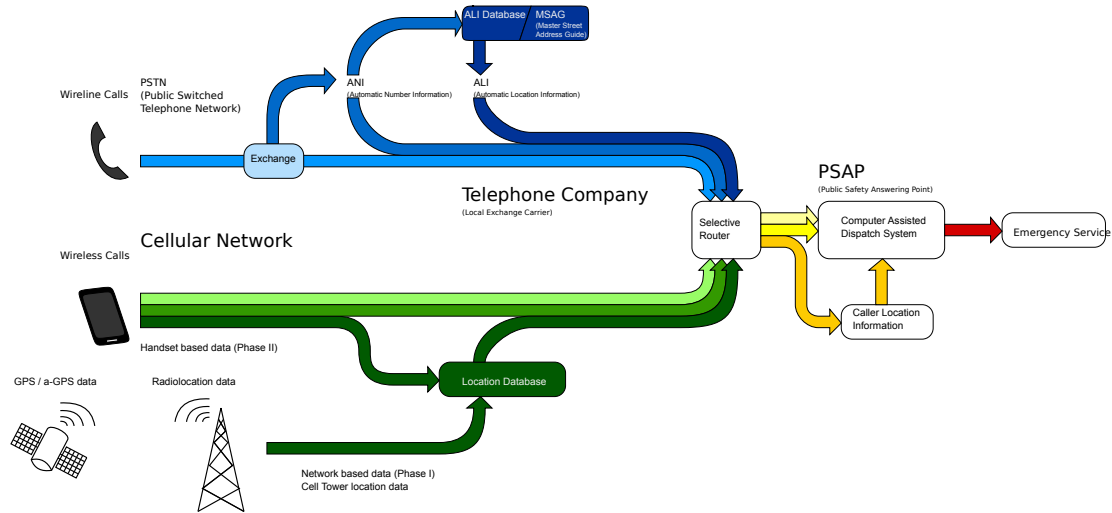 ALI Database
MSAG
(Master Street
Address Guide)
PSTN
(Public Switched
Telephone Network)
Wireline Calls
ANI
(Automatic Number Information)
ALI
(Automatic Location Information)
Exchange
Telephone Company
(Local Exchange Carrier)
PSAP
(Public Safety Answering Point)
Selective
Router
Computer Assisted
Dispatch System
Emergency Service
Cellular Network
Wireless Calls
Caller Location
Information
Handset based data (Phase II)
Location Database
GPS / a-GPS data
Radiolocation data
Network based data (Phase I)
Cell Tower location data